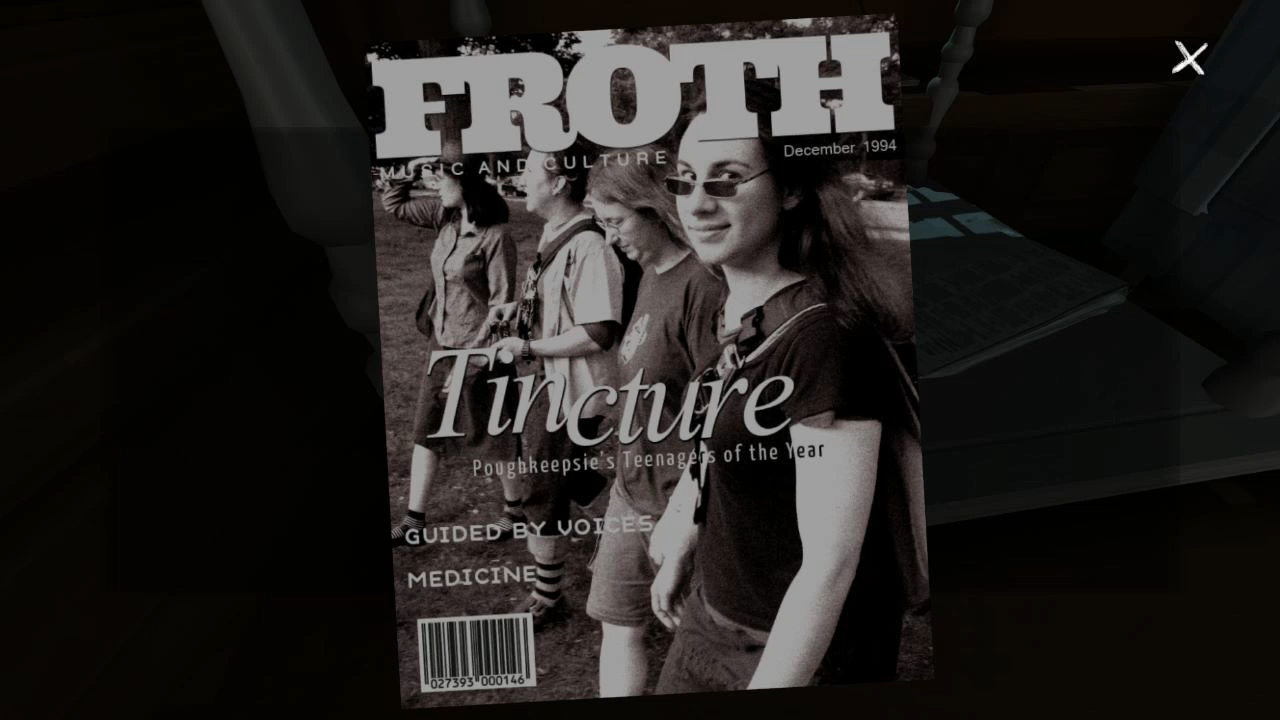 FROTH
MUSIC AND CULTURE
December 1994
Tincture
Poughkeepsie's Teenagers of the Year
GUIDED BY VOICES
MEDICINE
027393 000146